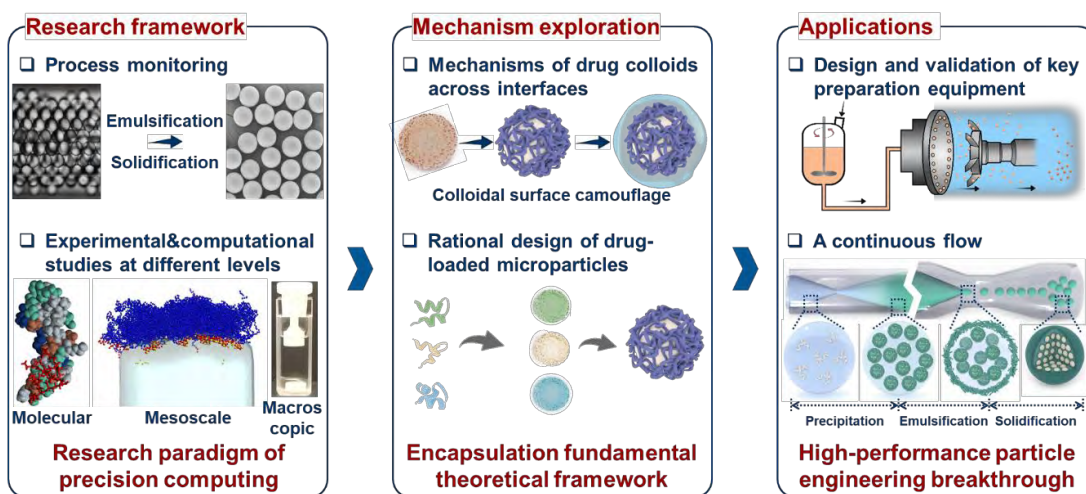 Research framework
Process monitoring
Emulsification
Solidification
Experimental&computational
studies at different levels
Molecular
Mesoscale
Macros
copic
Research paradigm of
precision computing
Mechanism exploration
Mechanisms of drug colloids
across interfaces
Colloidal surface camouflage
Rational design of drug-
loaded microparticles
Encapsulation fundamental
theoretical framework
Applications
Design and validation of key
preparation equipment
A continuous flow
Precipitation
Emulsification
Solidification
High-performance particle
engineering breakthrough